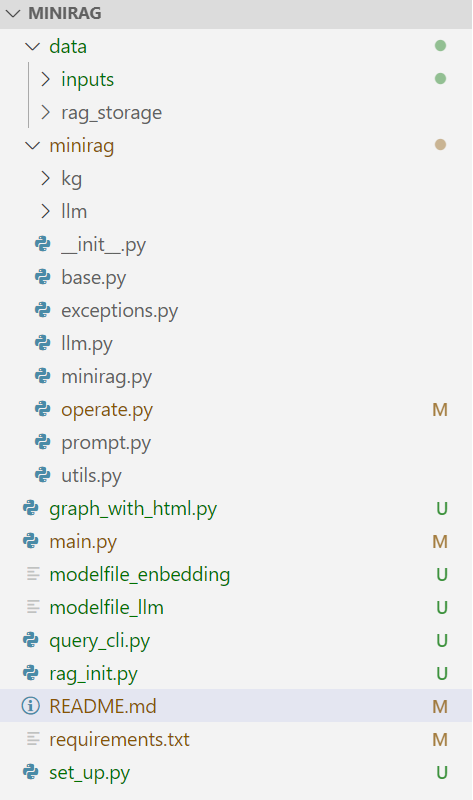 MINIRAG
data
inputs
rag_storage
minirag
kg
llm
__init__.py
base.py
exceptions.py
llm.py
minirag.py
operate.py M
prompt.py
utils.py
graph_with_html.py U
main.py M
modelfile_enbedding U
modelfile_llm U
query_cli.py U
rag_init.py U
README.md M
requirements.txt M
set_up.py U